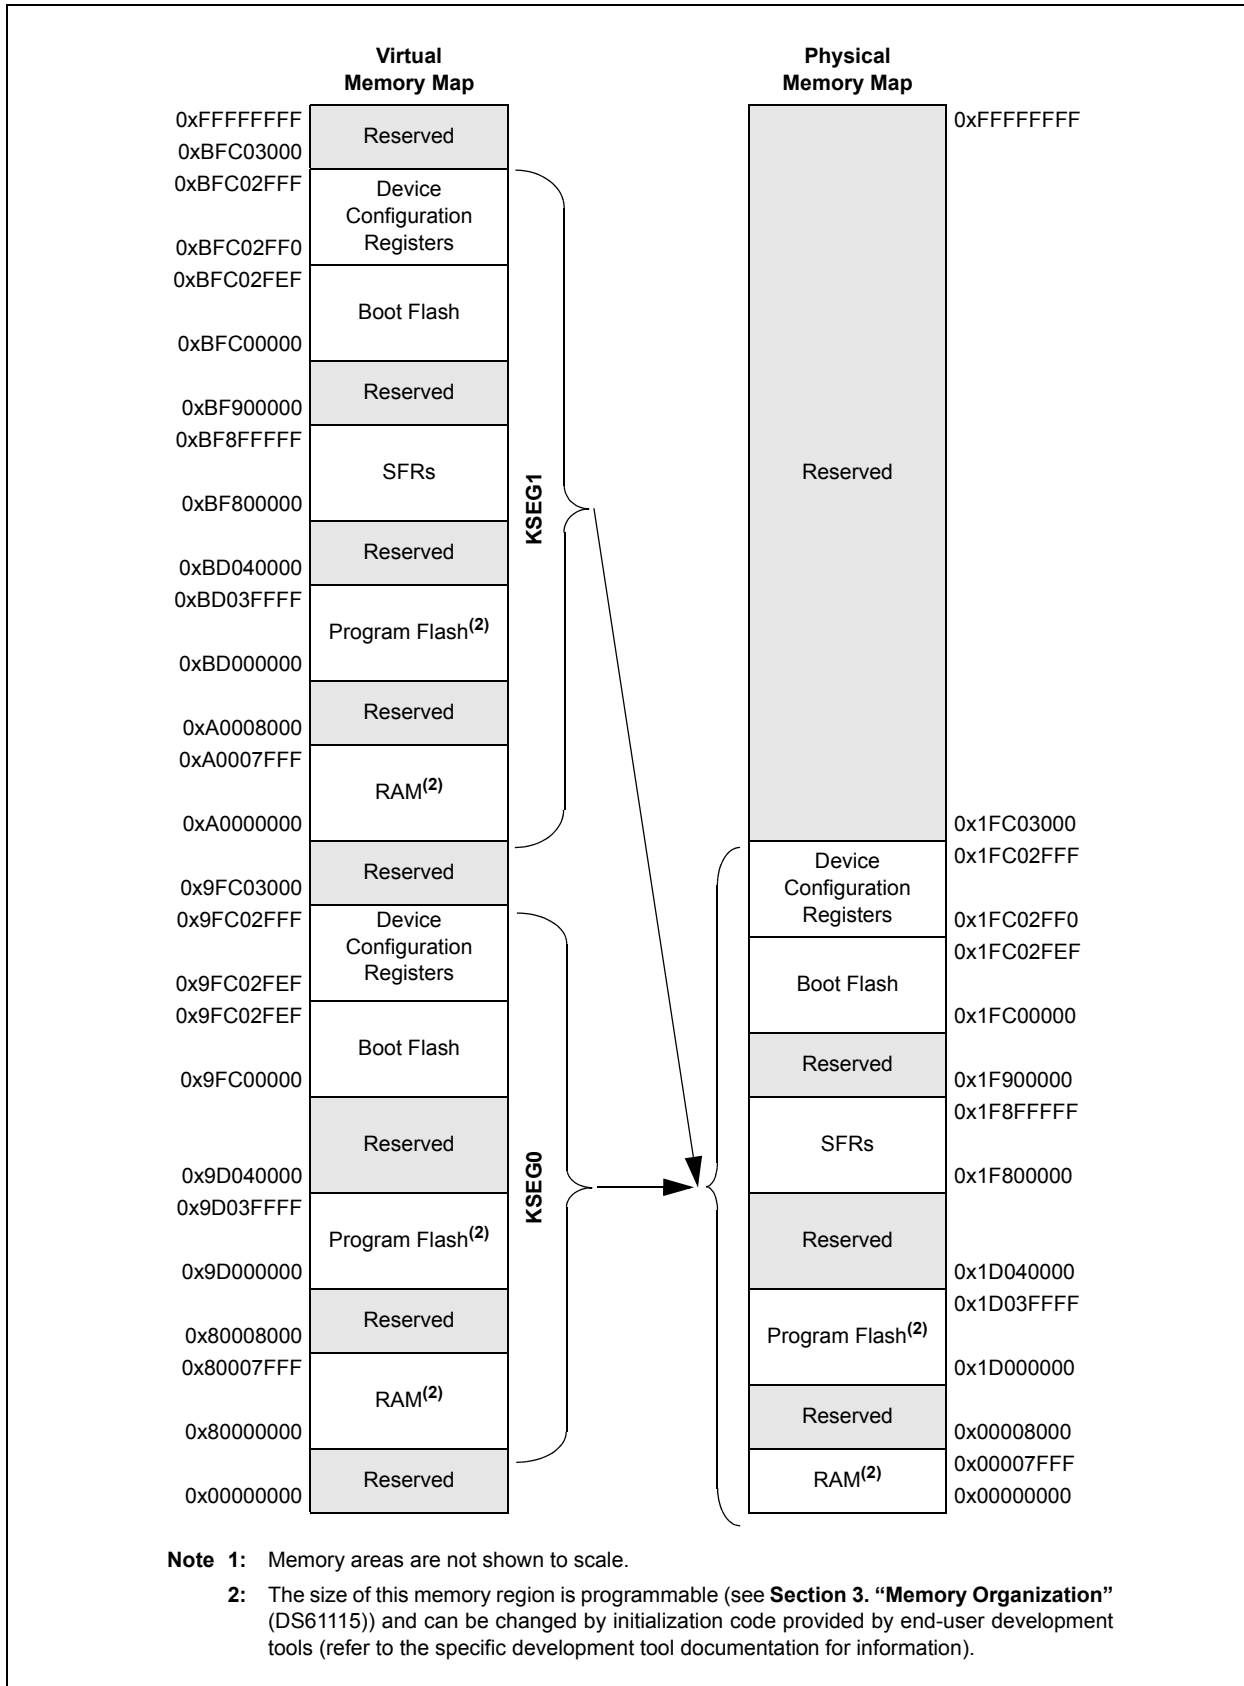 Virtual
Memory Map
0xFFFFFFFF
Reserved
0xBFC03000
0xBFC02FFF
Device
Configuration
Registers
0xBFC02FF0
0xBFC02FEF
Boot Flash
0xBFC00000
Reserved
0xBF900000
0xBF8FFFFF
SFRs
0xBF800000
Reserved
0xBD040000
0xBD03FFFF
Program Flash(2)
0xBD000000
Reserved
0xA0008000
0xA0007FFF
RAM(2)
0xA0000000
KSEG1
Reserved
0x9FC03000
0x9FC02FFF
Device
Configuration
Registers
0x9FC02FEF
0x9FC02FEF
Boot Flash
0x9FC00000
Reserved
0x9D040000
0x9D03FFFF
Program Flash(2)
0x9D000000
Reserved
0x80008000
0x80007FFF
RAM(2)
0x80000000
KSEG0
Reserved
0x00000000
Physical
Memory Map
0xFFFFFFFF
Reserved
0x1FC03000
0x1FC02FFF
Device
Configuration
Registers
0x1FC02FF0
0x1FC02FEF
Boot Flash
0x1FC00000
Reserved
0x1F900000
0x1F8FFFFF
SFRs
0x1F800000
Reserved
0x1D040000
0x1D03FFFF
Program Flash(2)
0x1D000000
Reserved
0x00008000
0x00007FFF
RAM(2)
0x00000000
Note 1: Memory areas are not shown to scale.
2: The size of this memory region is programmable (see Section 3. “Memory Organization”
(DS61115)) and can be changed by initialization code provided by end-user development
tools (refer to the specific development tool documentation for information).